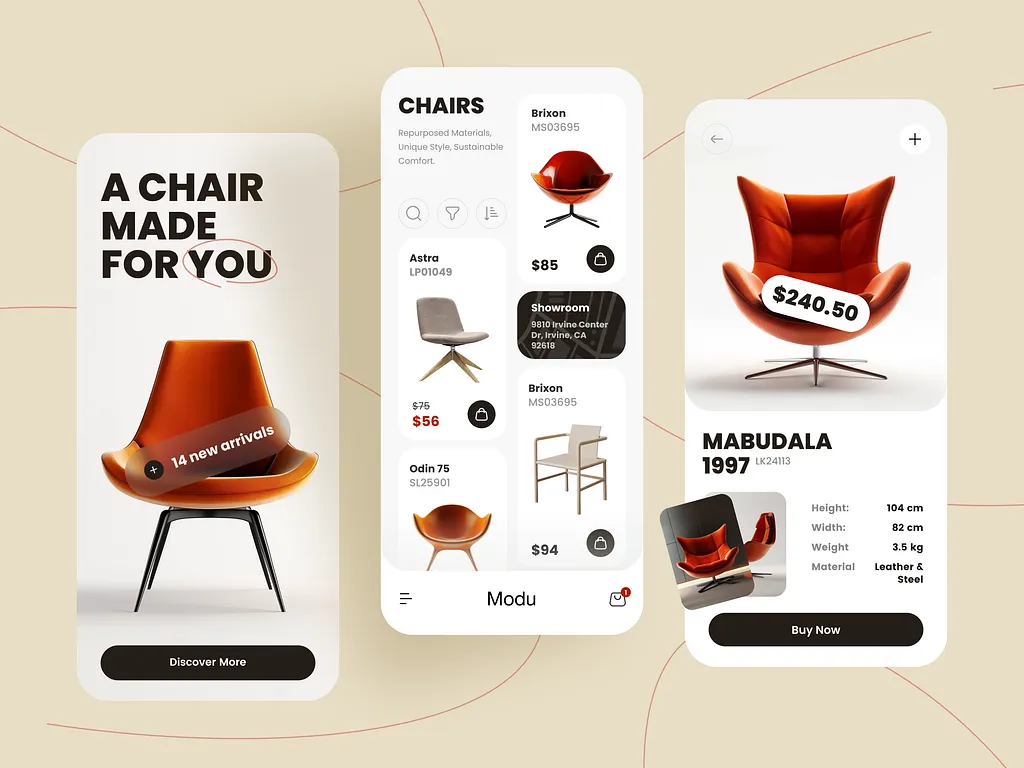 A CHAIR
MADE
FOR YOU
14 new arrivals
Discover More
CHAIRS
Repurposed Materials,
Unique Style, Sustainable
Comfort.
Astra
LP01049
$75
$56
Odin 75
SL25901
Brixon
MS03695
$85
Showroom
9810 Irvine Center
Dr, Irvine, CA
92618
Brixon
MS03695
$94
Modu
1
$240.50
MABUDALA
1997 LK24113
Height: 104 cm
Width: 82 cm
Weight 3.5 kg
Material Leather &
Steel
Buy Now